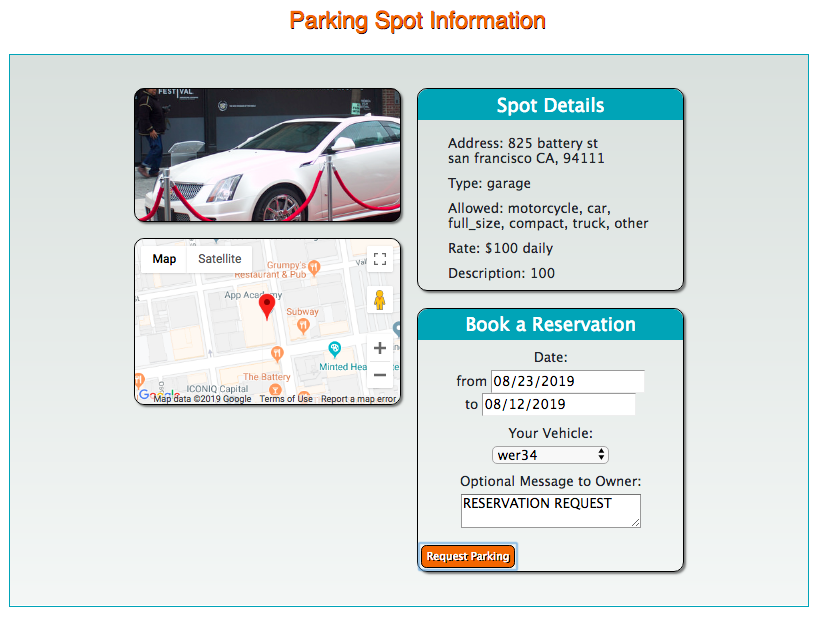 Parking Spot Information
FESTIVAL
Map
Satellite
Grumpy's
Restaurant & Pub
App Academy
Subway
The Battery
Minted Hea
ICONIQ Capital
Google
Map data ©2019 Google
Terms of Use
Report a map error
Spot Details
Address: 825 battery st
san francisco CA, 94111
Type: garage
Allowed: motorcycle, car,
full_size, compact, truck, other
Rate: $100 daily
Description: 100
Book a Reservation
Date:
from 08/23/2019
to 08/12/2019
Your Vehicle:
wer34
Optional Message to Owner:
RESERVATION REQUEST
Request Parking